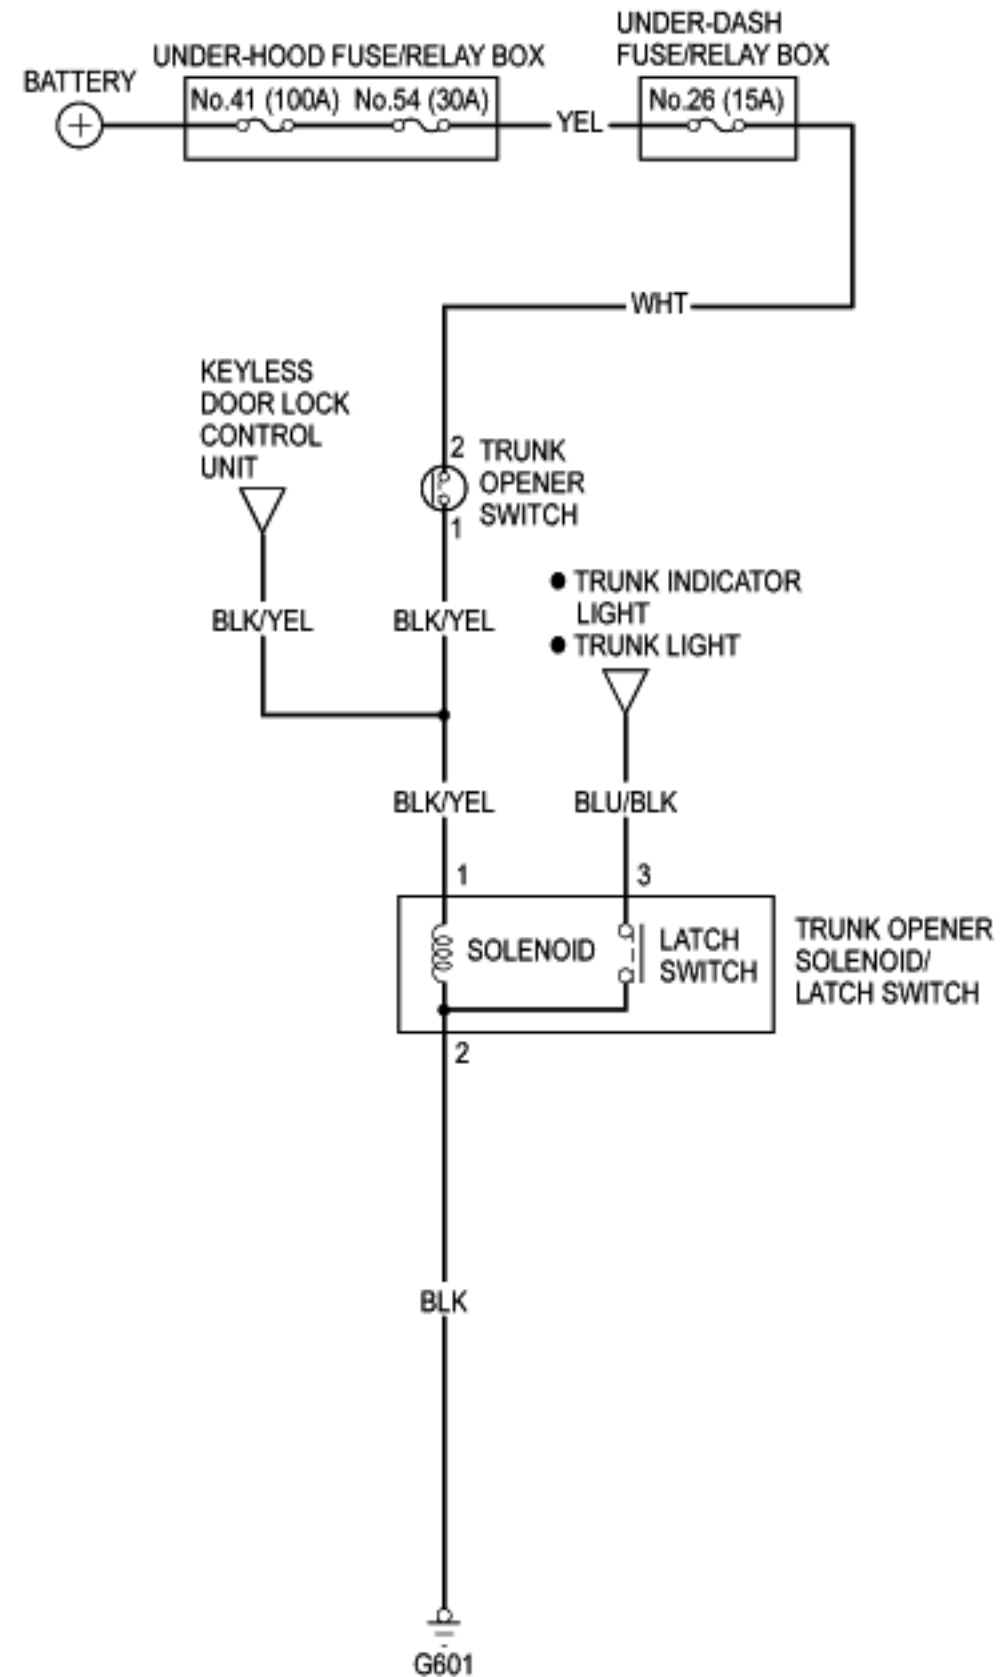 UNDER-DASH
FUSE/RELAY BOX
UNDER-HOOD FUSE/RELAY BOX
BATTERY
No.41 (100A) No.54 (30A)
No.26 (15A)
+
YEL
WHT
KEYLESS
DOOR LOCK
CONTROL
UNIT
2
TRUNK
OPENER
SWITCH
1
● TRUNK INDICATOR
LIGHT
● TRUNK LIGHT
BLK/YEL
BLK/YEL
BLK/YEL
BLU/BLK
1
3
SOLENOID
LATCH
SWITCH
TRUNK OPENER
SOLENOID/
LATCH SWITCH
2
BLK
G601